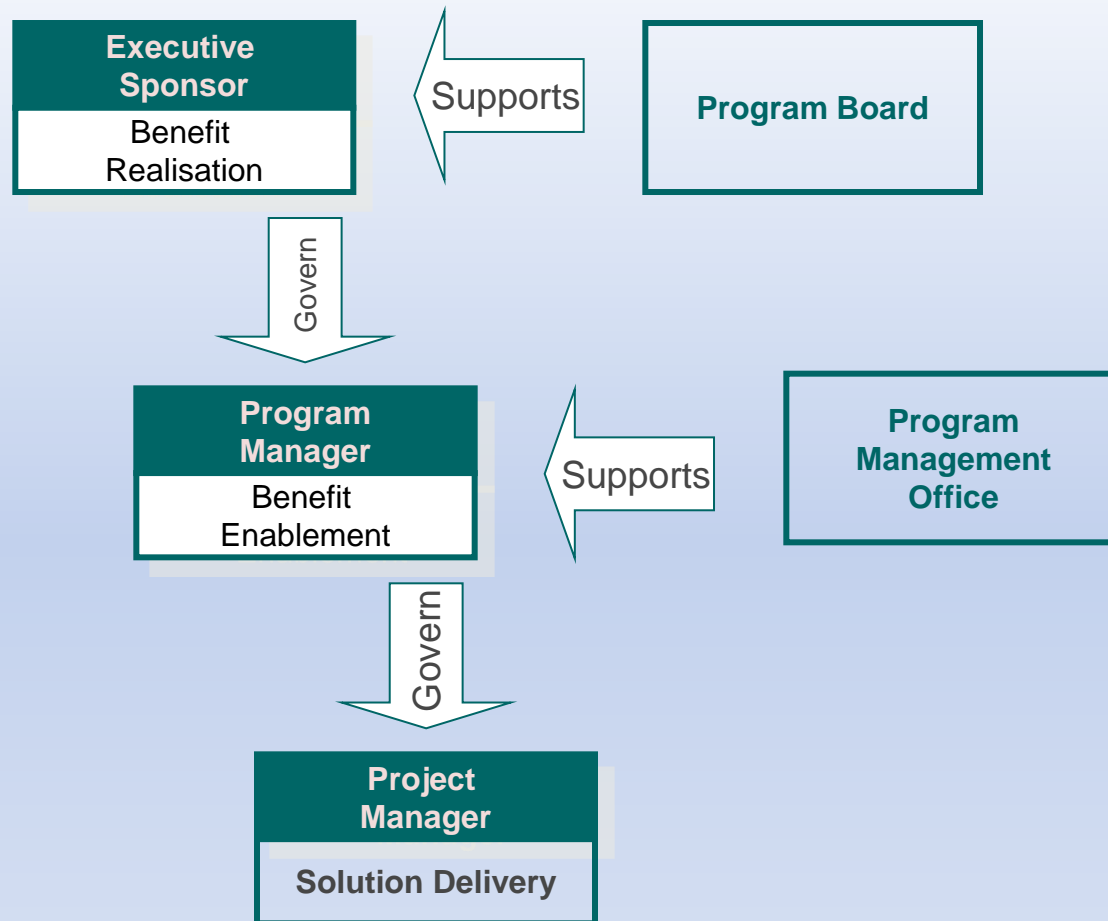 Executive
Sponsor
Benefit
Realisation
Supports
Program Board
Govern
Program
Manager
Benefit
Enablement
Supports
Program
Management
Office
Govern
Project
Manager
Solution Delivery